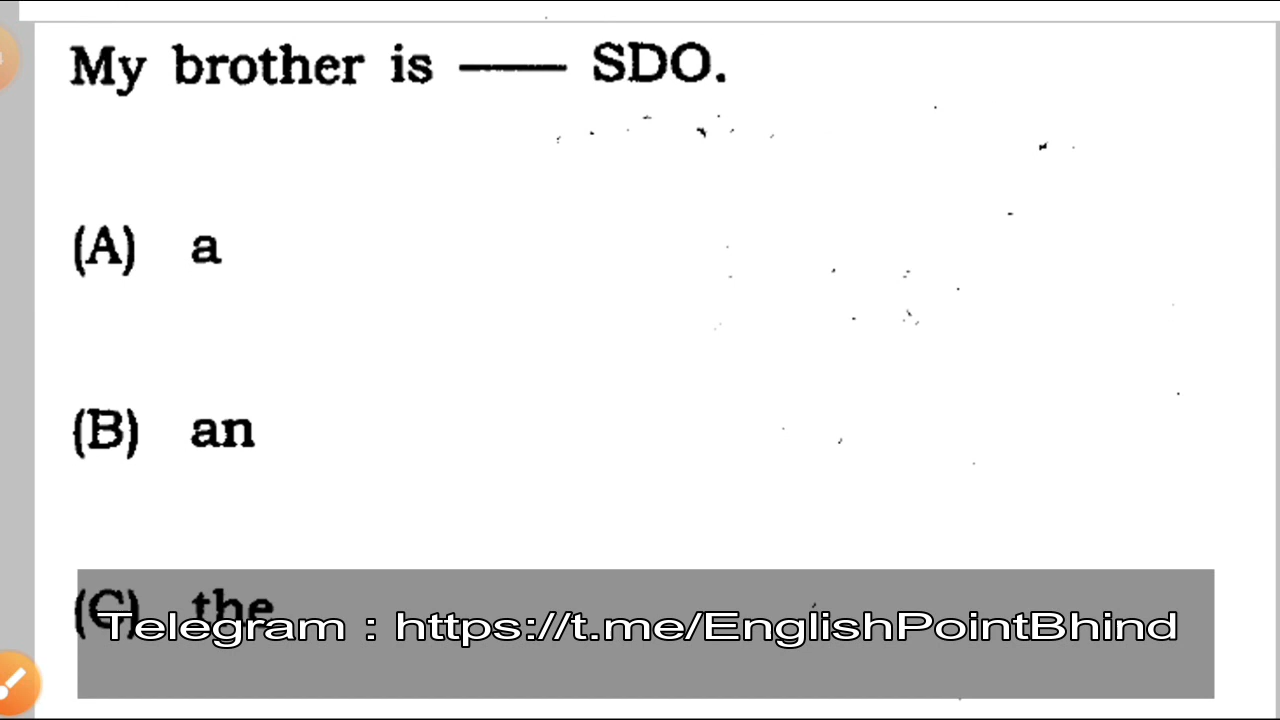 My brother is —— SDO.
(A) a
(B) an
(C) the
Telegram : https://t.me/EnglishPointBhind